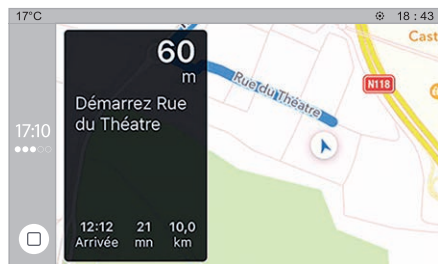 17°C
18 : 43
Cast
60
m
Rue du Théatre
N118
Démarrez Rue
du Théatre
17:10
12:12 21 10,0
Arrivée mn km